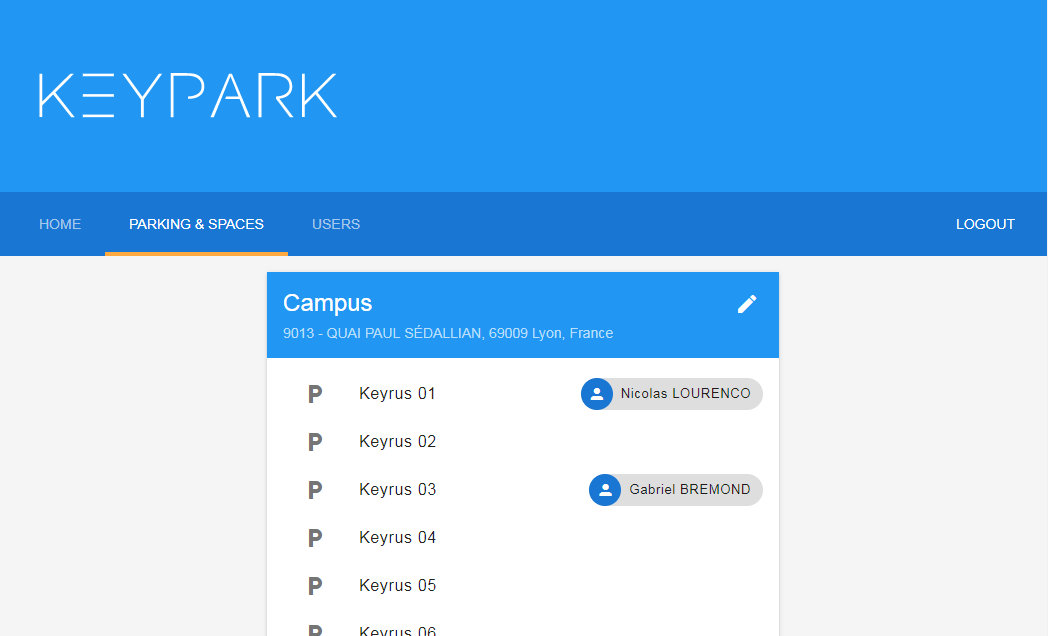 KEYPARK
HOME PARKING & SPACES USERS LOGOUT
Campus
9013 - QUAI PAUL SÉDALLIAN, 69009 Lyon, France
P Keyrus 01 Nicolas LOURENCO
P Keyrus 02
P Keyrus 03 Gabriel BREMOND
P Keyrus 04
P Keyrus 05
P Keyrus 06